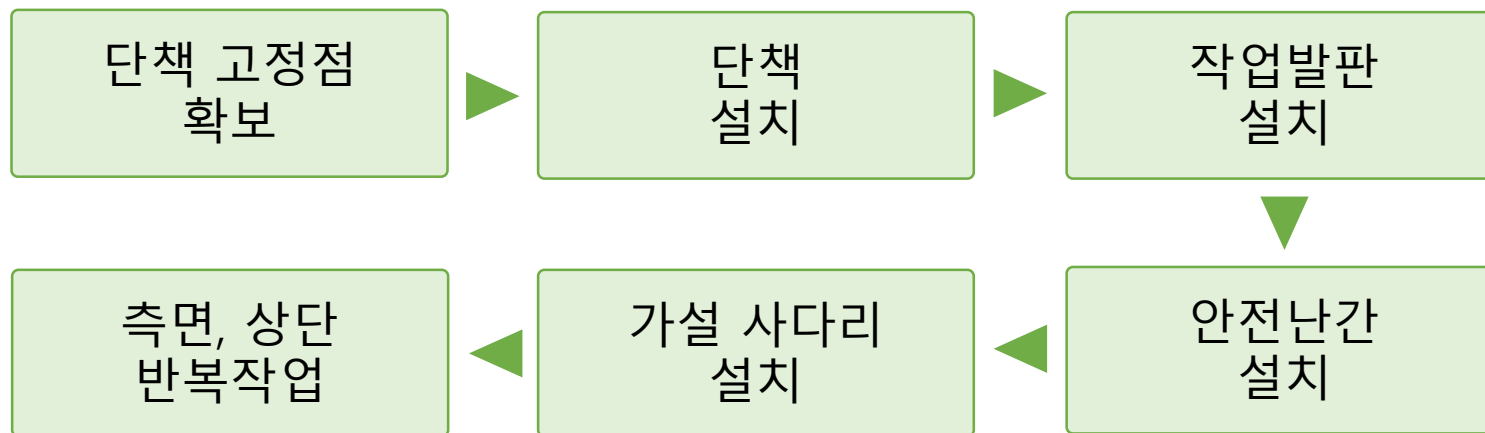 단책 고정점
확보
단책
설치
작업발판
설치
안전난간
설치
가설 사다리
설치
측면, 상단
반복작업